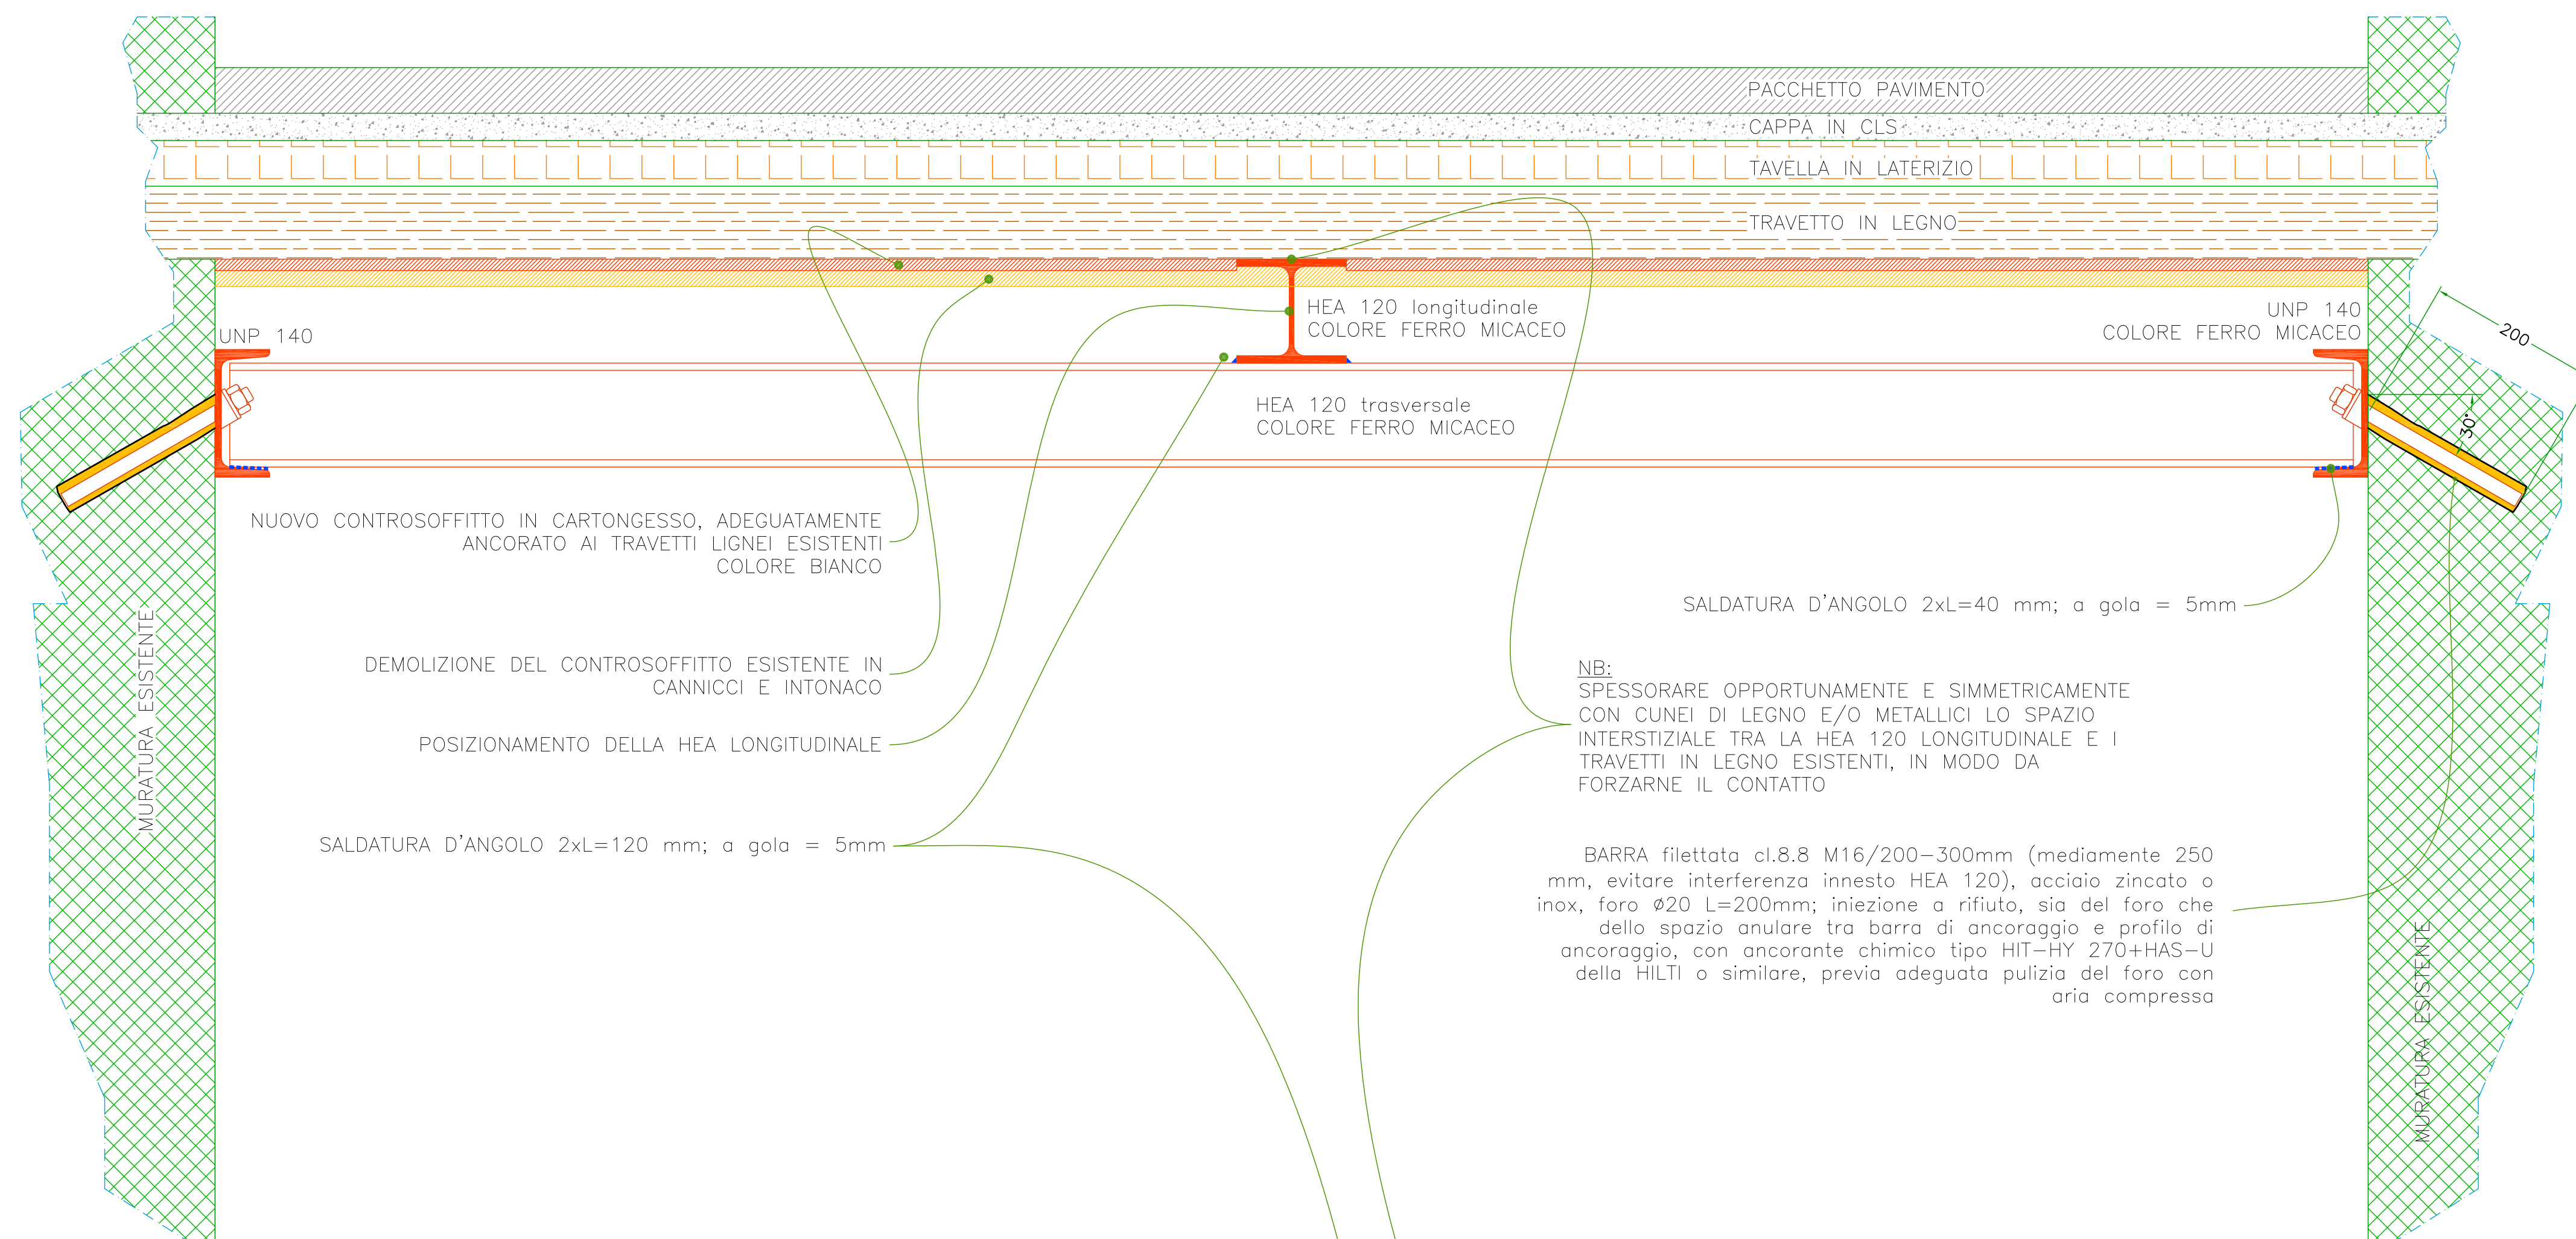 PACCHETTO PAVIMENTO
CAPPA IN CLS
TAVELLA IN LATERIZIO
TRAVETTO IN LEGNO
HEA 120 longitudinale
COLORE FERRO MICACEO
UNP 140
COLORE FERRO MICACEO
200
UNP 140
HEA 120 trasversale
COLORE FERRO MICACEO
30°
NUOVO CONTROSOFFITTO IN CARTONGESSO, ADEGUATAMENTE
ANCORATO AI TRAVETTI LIGNEI ESISTENTI
COLORE BIANCO
SALDATURA D'ANGOLO 2xL=40 mm; a gola = 5mm
MURATURA ESISTENTE
DEMOLIZIONE DEL CONTROSOFFITTO ESISTENTE IN
CANNICCI E INTONACO
POSIZIONAMENTO DELLA HEA LONGITUDINALE
NB:
SPESSORARE OPPORTUNAMENTE E SIMMETRICAMENTE
CON CUNEI DI LEGNO E/O METALLICI LO SPAZIO
INTERSTIZIALE TRA LA HEA 120 LONGITUDINALE E I
TRAVETTI IN LEGNO ESISTENTI, IN MODO DA
FORZARNE IL CONTATTO
SALDATURA D'ANGOLO 2xL=120 mm; a gola = 5mm
BARRA filettata cl.8.8 M16/200-300mm (mediamente 250
mm, evitare interferenza innesto HEA 120), acciaio zincato o
inox, foro ø20 L=200mm; iniezione a rifiuto, sia del foro che
dello spazio anulare tra barra di ancoraggio e profilo di
ancoraggio, con ancorante chimico tipo HIT-HY 270+HAS-U
della HILTI o similare, previa adeguata pulizia del foro con
aria compressa
MURATURA ESISTENTE